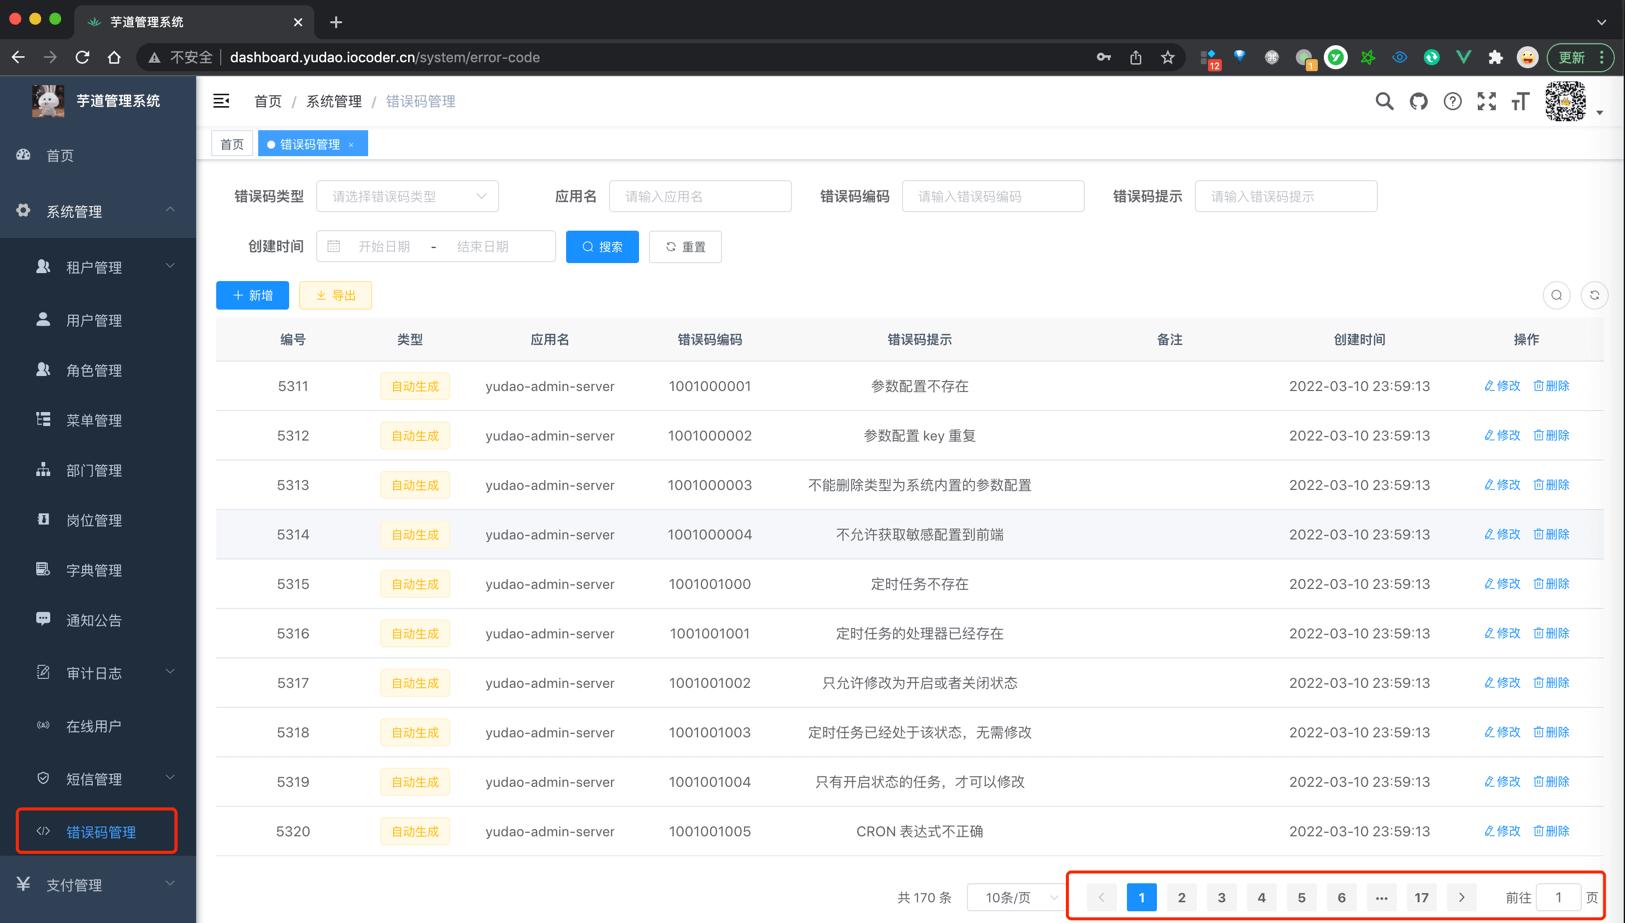 芋道管理系统
不安全 dashboard.yudao.iocoder.cn/system/error-code
12
1
更新
芋道管理系统
首页 / 系统管理 / 错误码管理
首页
错误码管理
首页
系统管理
租户管理
用户管理
角色管理
菜单管理
部门管理
岗位管理
字典管理
通知公告
审计日志
在线用户
短信管理
错误码管理
支付管理
错误码类型 请选择错误码类型 应用名 请输入应用名 错误码编码 请输入错误码编码 错误码提示 请输入错误码提示
创建时间 开始日期 - 结束日期 搜索 重置
新增 导出
编号 类型 应用名 错误码编码 错误码提示 备注 创建时间 操作
5311 自动生成 yudao-admin-server 1001000001 参数配置不存在 2022-03-10 23:59:13 修改 删除
5312 自动生成 yudao-admin-server 1001000002 参数配置 key 重复 2022-03-10 23:59:13 修改 删除
5313 自动生成 yudao-admin-server 1001000003 不能删除类型为系统内置的参数配置 2022-03-10 23:59:13 修改 删除
5314 自动生成 yudao-admin-server 1001000004 不允许获取敏感配置到前端 2022-03-10 23:59:13 修改 删除
5315 自动生成 yudao-admin-server 1001001000 定时任务不存在 2022-03-10 23:59:13 修改 删除
5316 自动生成 yudao-admin-server 1001001001 定时任务的处理器已经存在 2022-03-10 23:59:13 修改 删除
5317 自动生成 yudao-admin-server 1001001002 只允许修改为开启或者关闭状态 2022-03-10 23:59:13 修改 删除
5318 自动生成 yudao-admin-server 1001001003 定时任务已经处于该状态，无需修改 2022-03-10 23:59:13 修改 删除
5319 自动生成 yudao-admin-server 1001001004 只有开启状态的任务，才可以修改 2022-03-10 23:59:13 修改 删除
5320 自动生成 yudao-admin-server 1001001005 CRON 表达式不正确 2022-03-10 23:59:13 修改 删除
共 170 条 10条/页 1 2 3 4 5 6 ··· 17 前往 1 页